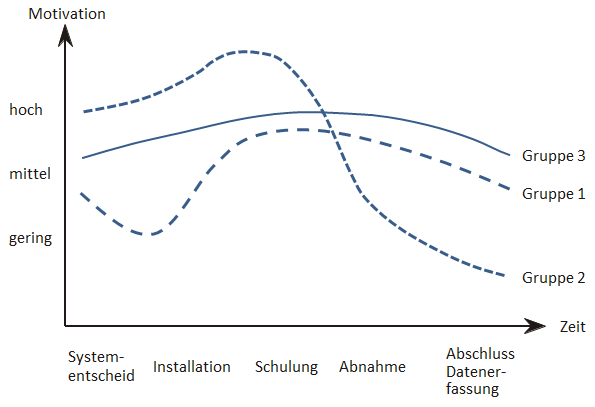 Motivation
hoch
mittel
gering
Gruppe 3
Gruppe 1
Gruppe 2
Zeit
System-
entscheid
Installation
Schulung
Abnahme
Abschluss
Datener-
fassung